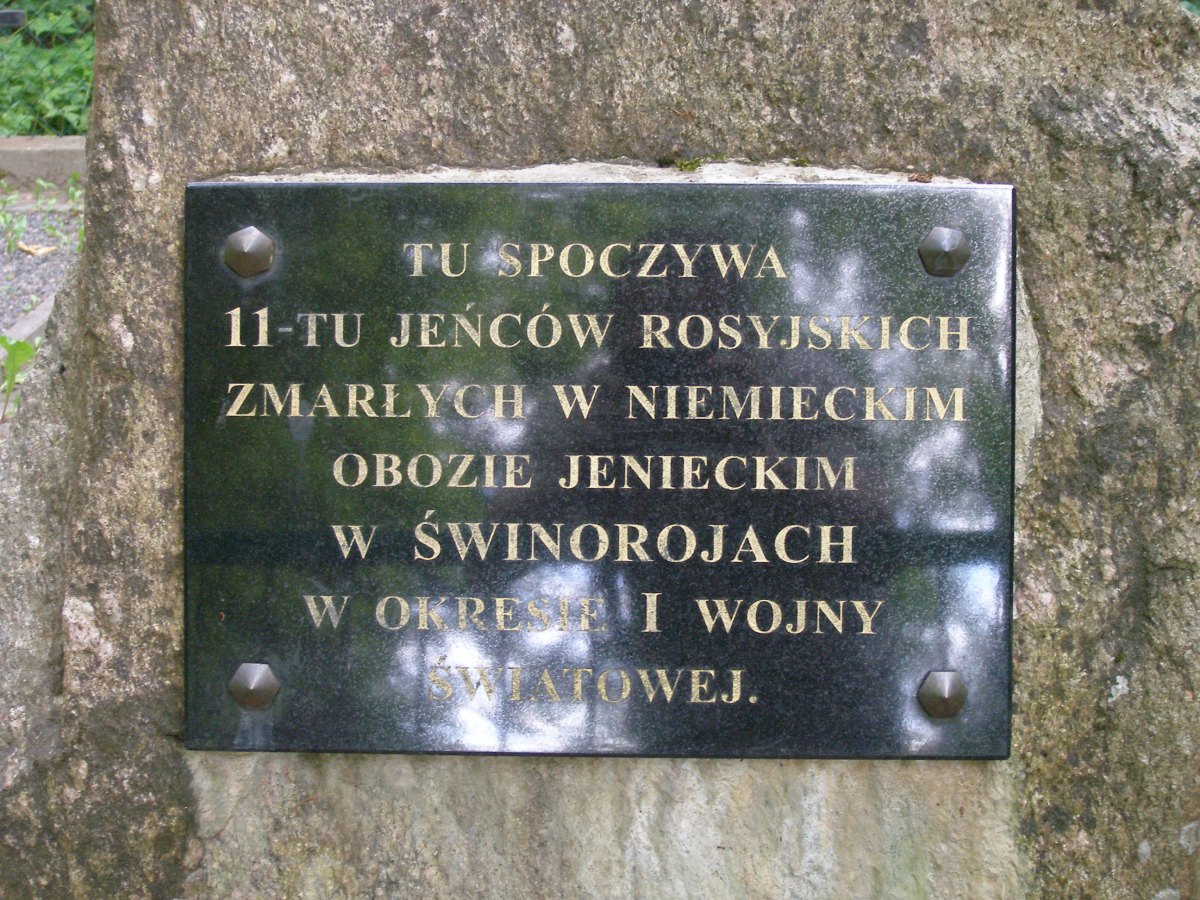 TU SPOCZYWA
11-TU JEŃCÓW ROSYJSKICH
ZMARŁYCH W NIEMIECKIM
OBOZIE JENIECKIM
W ŚWINOROJACH
W OKRESIE I WOJNY
ŚWIATOWEJ.